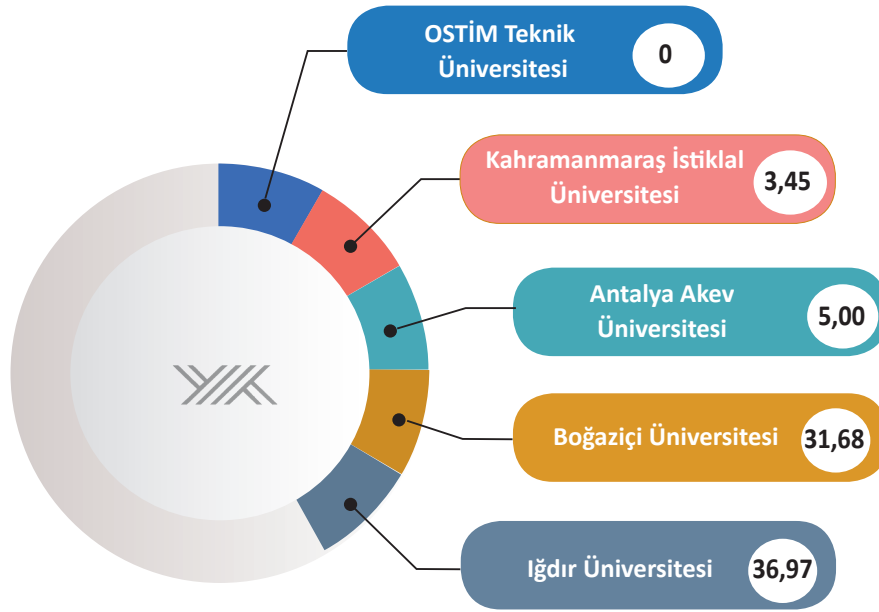 OSTİM Teknik
Üniversitesi
0
Kahramanmaraş İstiklal
Üniversitesi
3,45
Antalya Akev
Üniversitesi
5,00
Boğaziçi Üniversitesi
31,68
Iğdır Üniversitesi
36,97